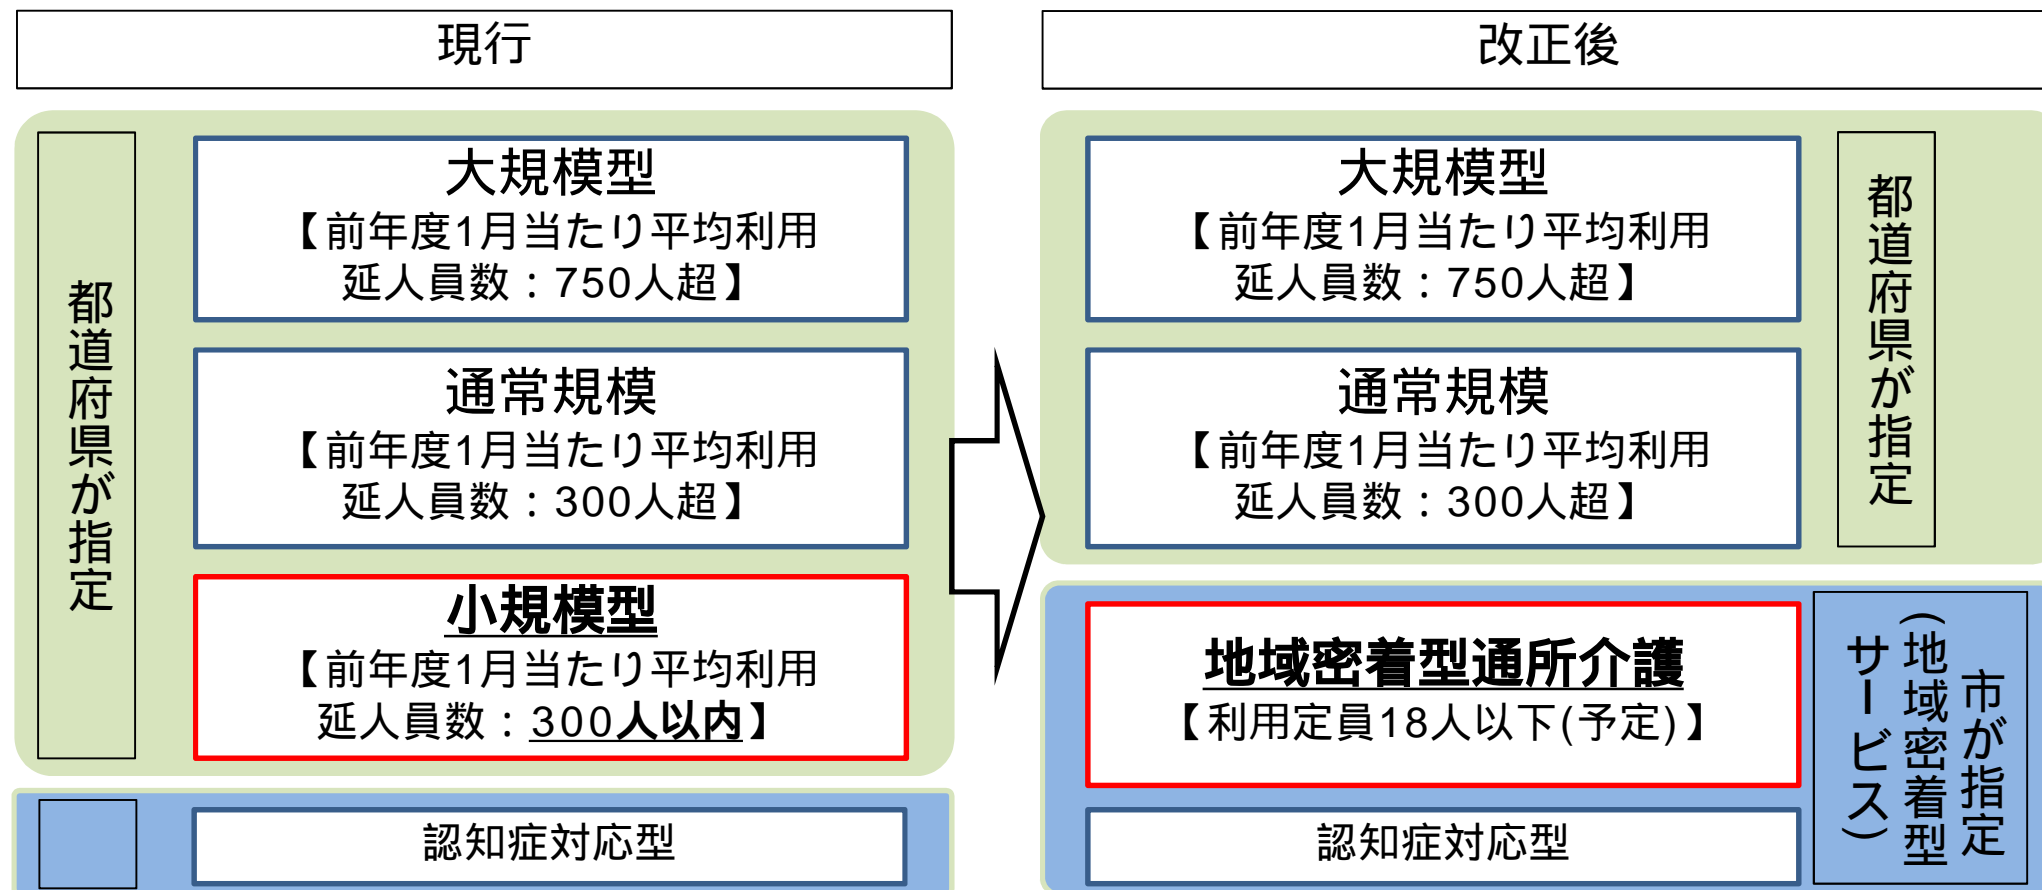 現行
都道府県が指定
大規模型
【前年度1月当たり平均利用
延人員数：750人超】
通常規模
【前年度1月当たり平均利用
延人員数：300人超】
小規模型
【前年度1月当たり平均利用
延人員数：300人以内】
認知症対応型
改正後
大規模型
【前年度1月当たり平均利用
延人員数：750人超】
通常規模
【前年度1月当たり平均利用
延人員数：300人超】
都道府県が指定
地域密着型通所介護
【利用定員18人以下(予定)】
認知症対応型
市が指定
（地域密着型
サービス）